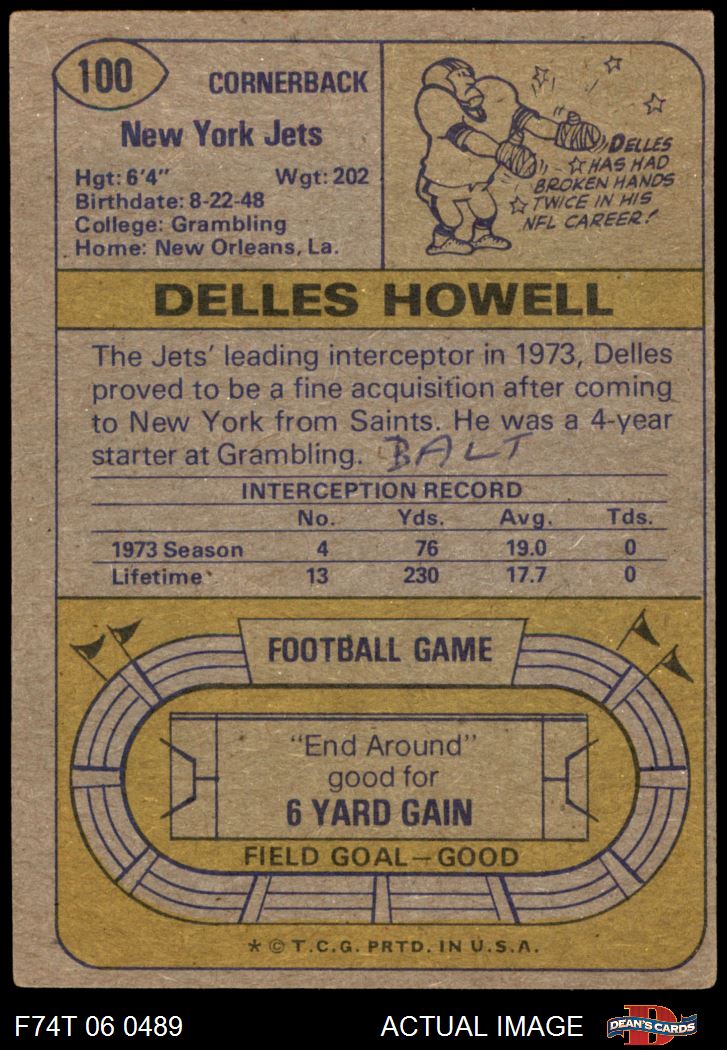 100
CORNERBACK
New York Jets
Hgt: 6'4" Wgt: 202
Birthdate: 8-22-48
College: Grambling
Home: New Orleans, La.
DELLES
HAS HAD
BROKEN HANDS
TWICE IN HIS
NFL CAREER!
DELLES HOWELL
The Jets' leading interceptor in 1973, Delles
proved to be a fine acquisition after coming
to New York from Saints. He was a 4-year
starter at Grambling. BALT
INTERCEPTION RECORD
No. Yds. Avg. Tds.
1973 Season 4 76 19.0 0
Lifetime 13 230 17.7 0
FOOTBALL GAME
"End Around"
good for
6 YARD GAIN
FIELD GOAL—GOOD
* © T.C.G. PRTD. IN U.S.A.
F74T 06 0489 ACTUAL IMAGE D DEAN'S CARDS